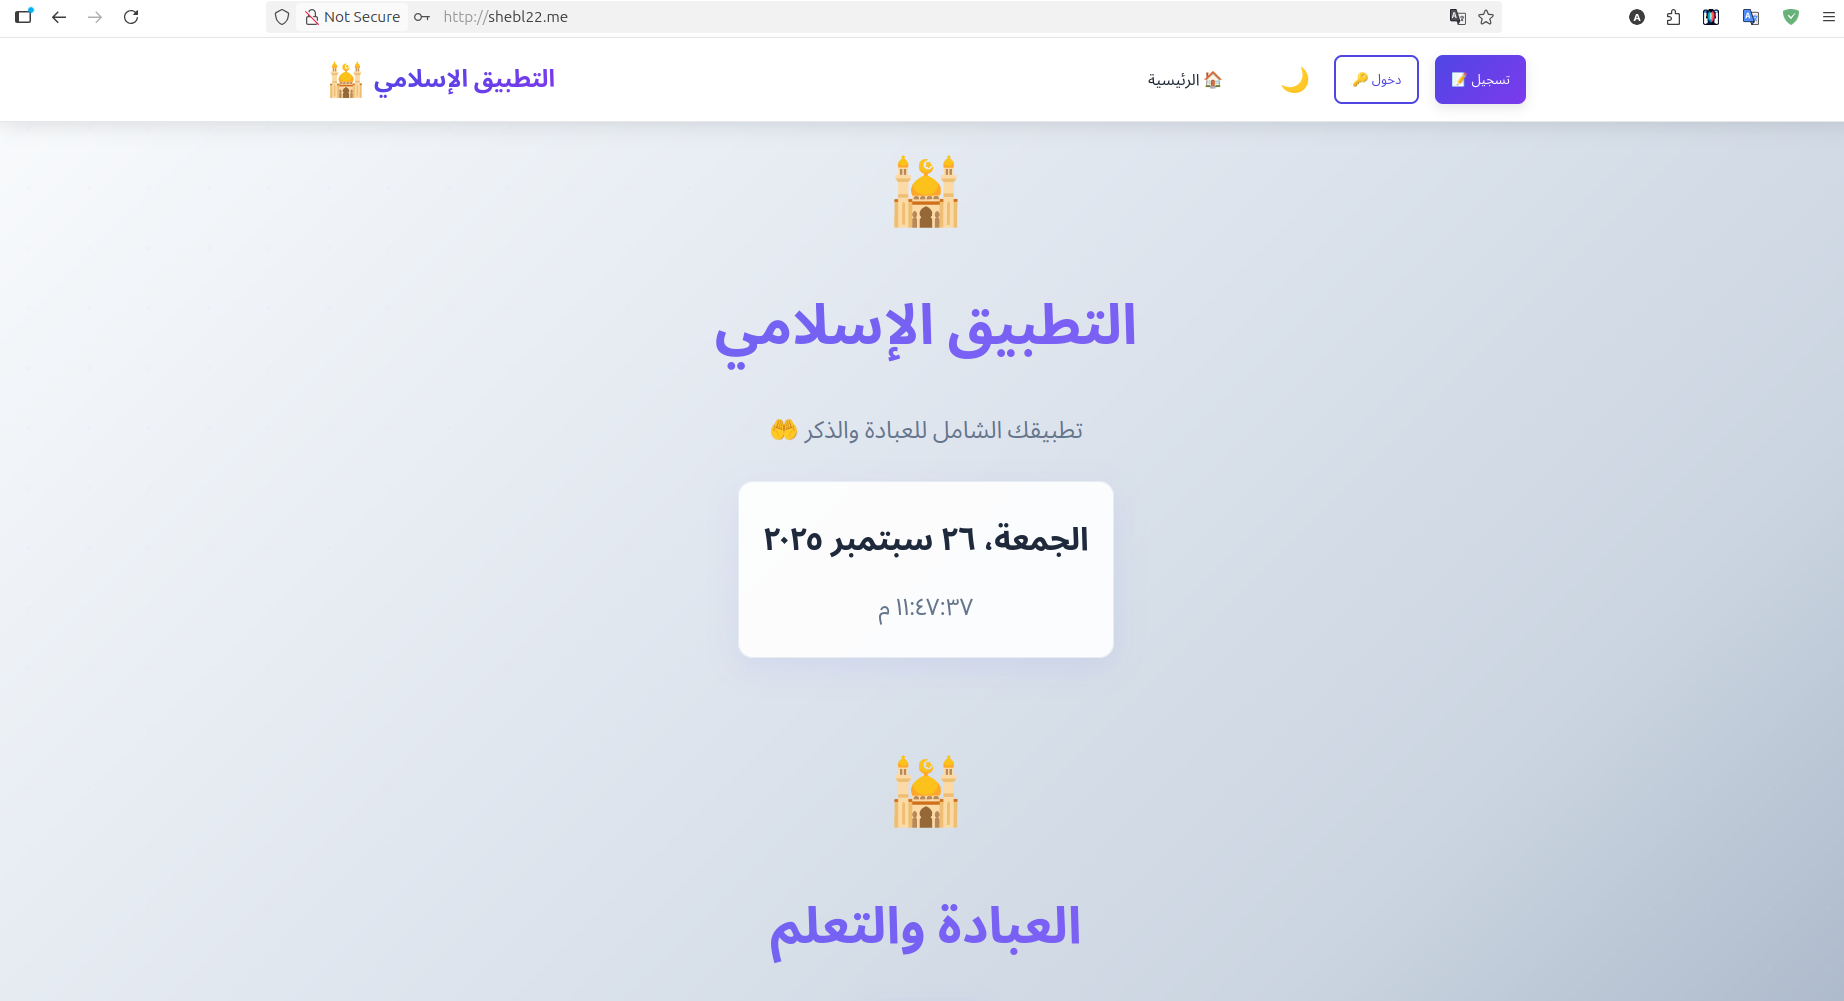 Not Secure
http://shebl22.me
التطبيق الإسلامي
الرئيسية
دخول
تسجيل
التطبيق الإسلامي
تطبيقك الشامل للعبادة والذكر
الجمعة، ٢٦ سبتمبر ٢٠٢٥
١١:٤٧:٣٧ م
العبادة والتعلم